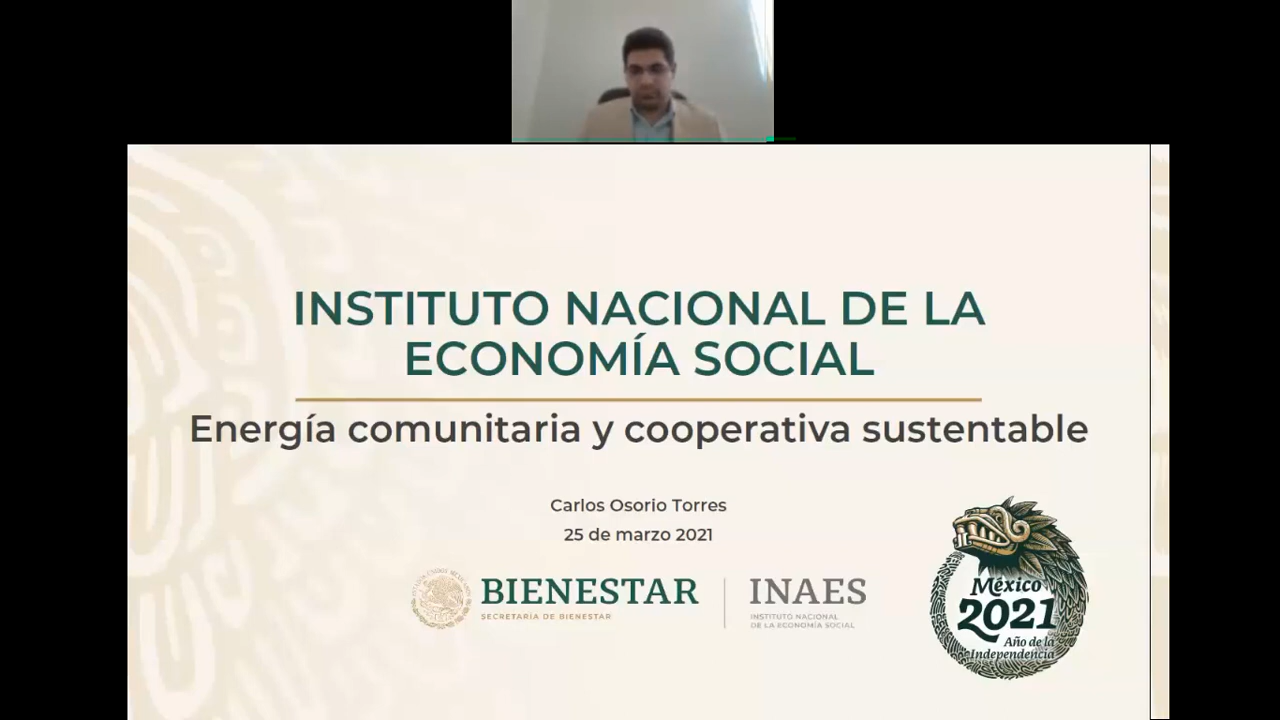 INSTITUTO NACIONAL DE LA
ECONOMÍA SOCIAL
Energía comunitaria y cooperativa sustentable
Carlos Osorio Torres
25 de marzo 2021
BIENESTAR
SECRETARÍA DE BIENESTAR
INAES
INSTITUTO NACIONAL
DE LA ECONOMÍA SOCIAL
México
2021
Año de la
Independencia